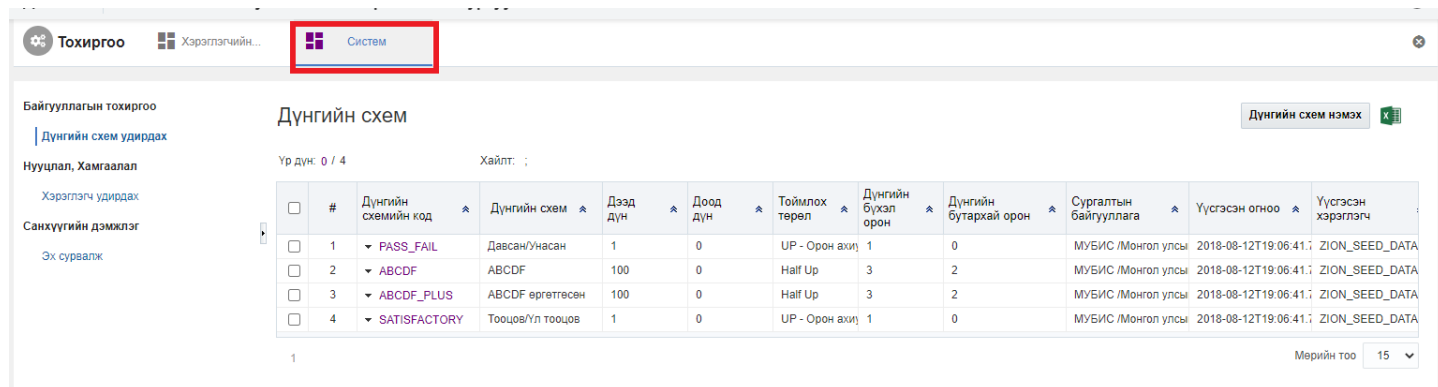 Тохиргоо Хэрэглэгчийн... Систем
Байгууллагын тохиргоо
Дүнгийн схем удирдах
Нууцлал, Хамгаалал
Хэрэглэгч удирдах
Санхүүгийн дэмжлэг
Эх сурвалж
Дүнгийн схем
Дүнгийн схем нэмэх
Үр дүн: 0 / 4 Хайлт: ;
# Дүнгийн схемийн код Дүнгийн схем Дээд дүн Доод дүн Тоймлох төрөл Дүнгийн бүхэл орон Дүнгийн бутархай орон Сургалтын байгууллага Үүсгэсэн огноо Үүсгэсэн хэрэглэгч
1 PASS_FAIL Давсан/Унасан 1 0 UP - Орон ахиу 1 0 МУБИС /Монгол улсы 2018-08-12T19:06:41.7 ZION_SEED_DATA
2 ABCDF ABCDF 100 0 Half Up 3 2 МУБИС /Монгол улсы 2018-08-12T19:06:41.7 ZION_SEED_DATA
3 ABCDF_PLUS ABCDF өргөтгөсөн 100 0 Half Up 3 2 МУБИС /Монгол улсы 2018-08-12T19:06:41.7 ZION_SEED_DATA
4 SATISFACTORY Тооцов/Үл тооцов 1 0 UP - Орон ахиу 1 0 МУБИС /Монгол улсы 2018-08-12T19:06:41.7 ZION_SEED_DATA
1
Мөрийн тоо 15